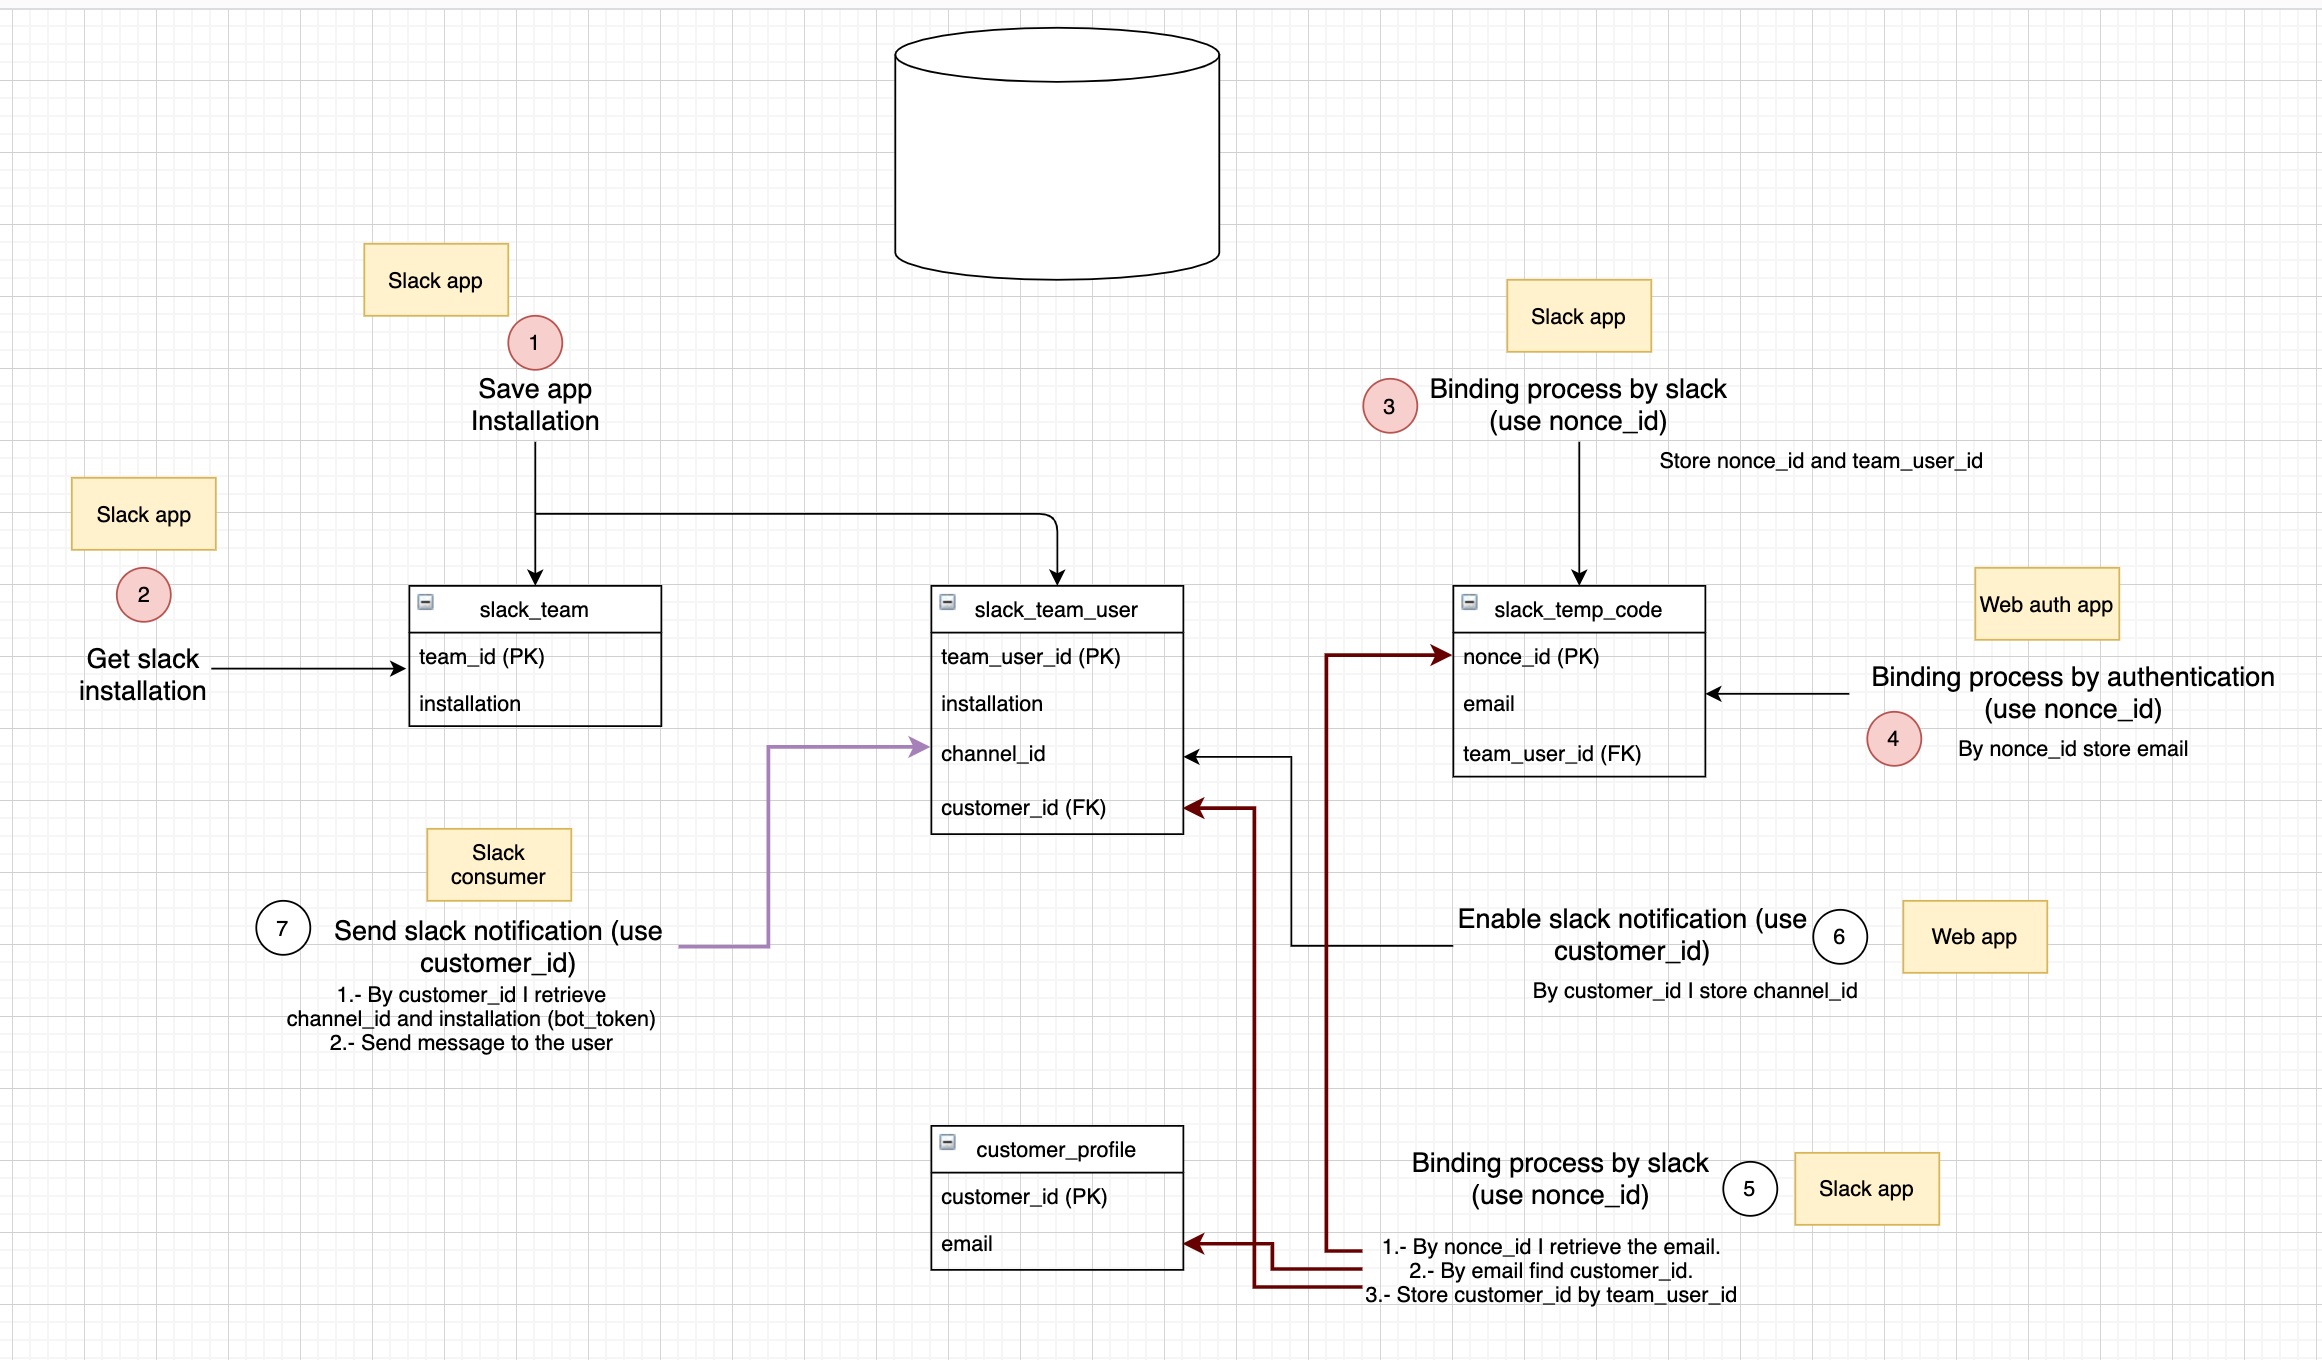 Slack app
1
Save app
Installation
Slack app
3
Binding process by slack
(use nonce_id)
Store nonce_id and team_user_id
Slack app
2
Get slack
installation
slack_team
team_id (PK)
installation
slack_team_user
team_user_id (PK)
installation
channel_id
customer_id (FK)
slack_temp_code
nonce_id (PK)
email
team_user_id (FK)
Web auth app
Binding process by authentication
(use nonce_id)
4
By nonce_id store email
Slack
consumer
7
Send slack notification (use
customer_id)
1.- By customer_id I retrieve
channel_id and installation (bot_token)
2.- Send message to the user
Enable slack notification (use
customer_id)
6
Web app
By customer_id I store channel_id
customer_profile
customer_id (PK)
email
Binding process by slack
(use nonce_id)
5
Slack app
1.- By nonce_id I retrieve the email.
2.- By email find customer_id.
3.- Store customer_id by team_user_id